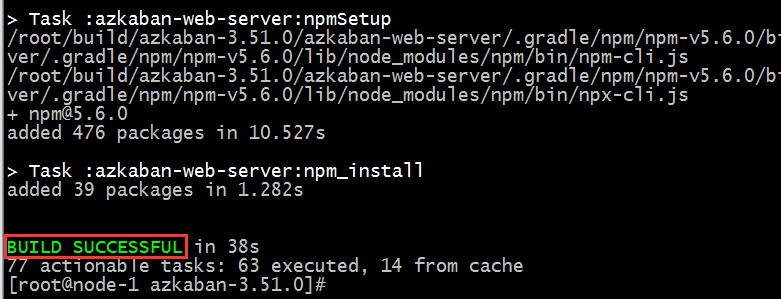 > Task :azkaban-web-server:npmSetup
/root/build/azkaban-3.51.0/azkaban-web-server/.gradle/npm/npm-v5.6.0/bi
ver/.gradle/npm/npm-v5.6.0/lib/node_modules/npm/bin/npm-cli.js
/root/build/azkaban-3.51.0/azkaban-web-server/.gradle/npm/npm-v5.6.0/bi
ver/.gradle/npm/npm-v5.6.0/lib/node_modules/npm/bin/npx-cli.js
+ npm@5.6.0
added 476 packages in 10.527s
> Task :azkaban-web-server:npm_install
added 39 packages in 1.282s
BUILD SUCCESSFUL in 38s
77 actionable tasks: 63 executed, 14 from cache
[root@node-1 azkaban-3.51.0]#